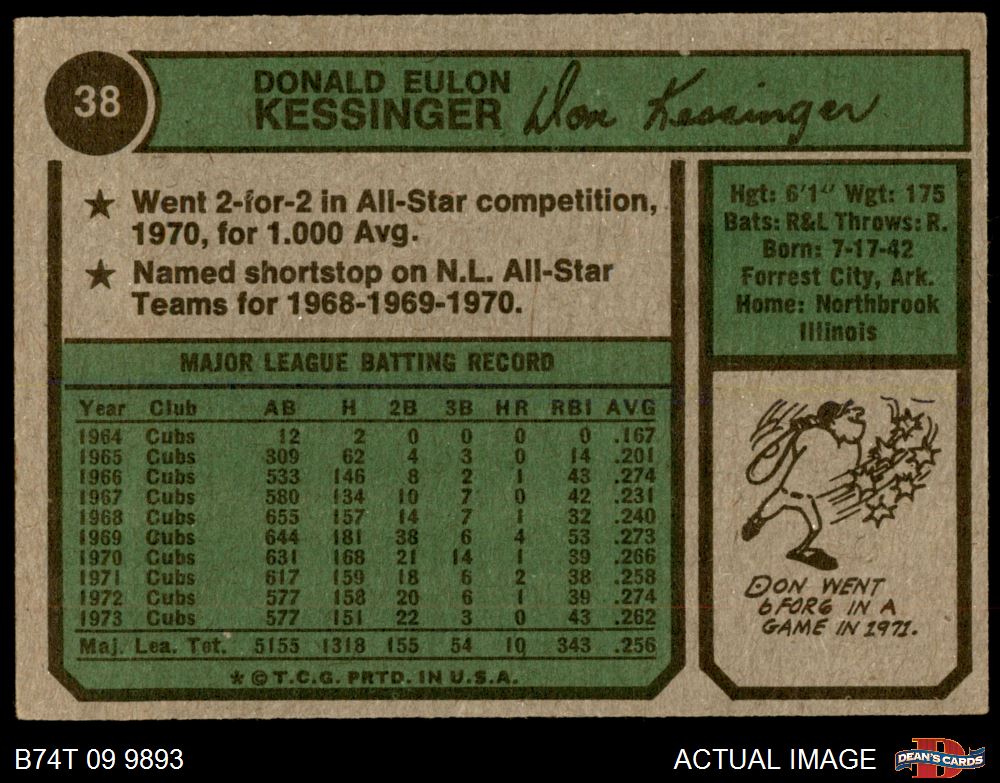 38
DONALD EULON
KESSINGER Don Kessinger
★ Went 2-for-2 in All-Star competition,
1970, for 1.000 Avg.
★ Named shortstop on N.L. All-Star
Teams for 1968-1969-1970.
Hgt: 6'1" Wgt: 175
Bats: R&L Throws: R.
Born: 7-17-42
Forrest City, Ark.
Home: Northbrook
Illinois
MAJOR LEAGUE BATTING RECORD
Year Club AB H 2B 3B HR RBI AVG
1964 Cubs 12 2 0 0 0 0 .167
1965 Cubs 309 62 4 3 0 14 .201
1966 Cubs 533 146 8 2 1 43 .274
1967 Cubs 580 134 10 7 0 42 .231
1968 Cubs 655 157 14 7 1 32 .240
1969 Cubs 644 181 38 6 4 53 .273
1970 Cubs 631 168 21 14 1 39 .266
1971 Cubs 617 159 18 6 2 38 .258
1972 Cubs 577 158 20 6 1 39 .274
1973 Cubs 577 151 22 3 0 43 .262
Maj. Lea. Tot. 5155 1318 155 54 10 343 .256
* © T.C.G. PRTD. IN U.S.A.
DON WENT
6 FOR 6 IN A
GAME IN 1971.
B74T 09 9893
ACTUAL IMAGE
D
DEAN'S CARDS